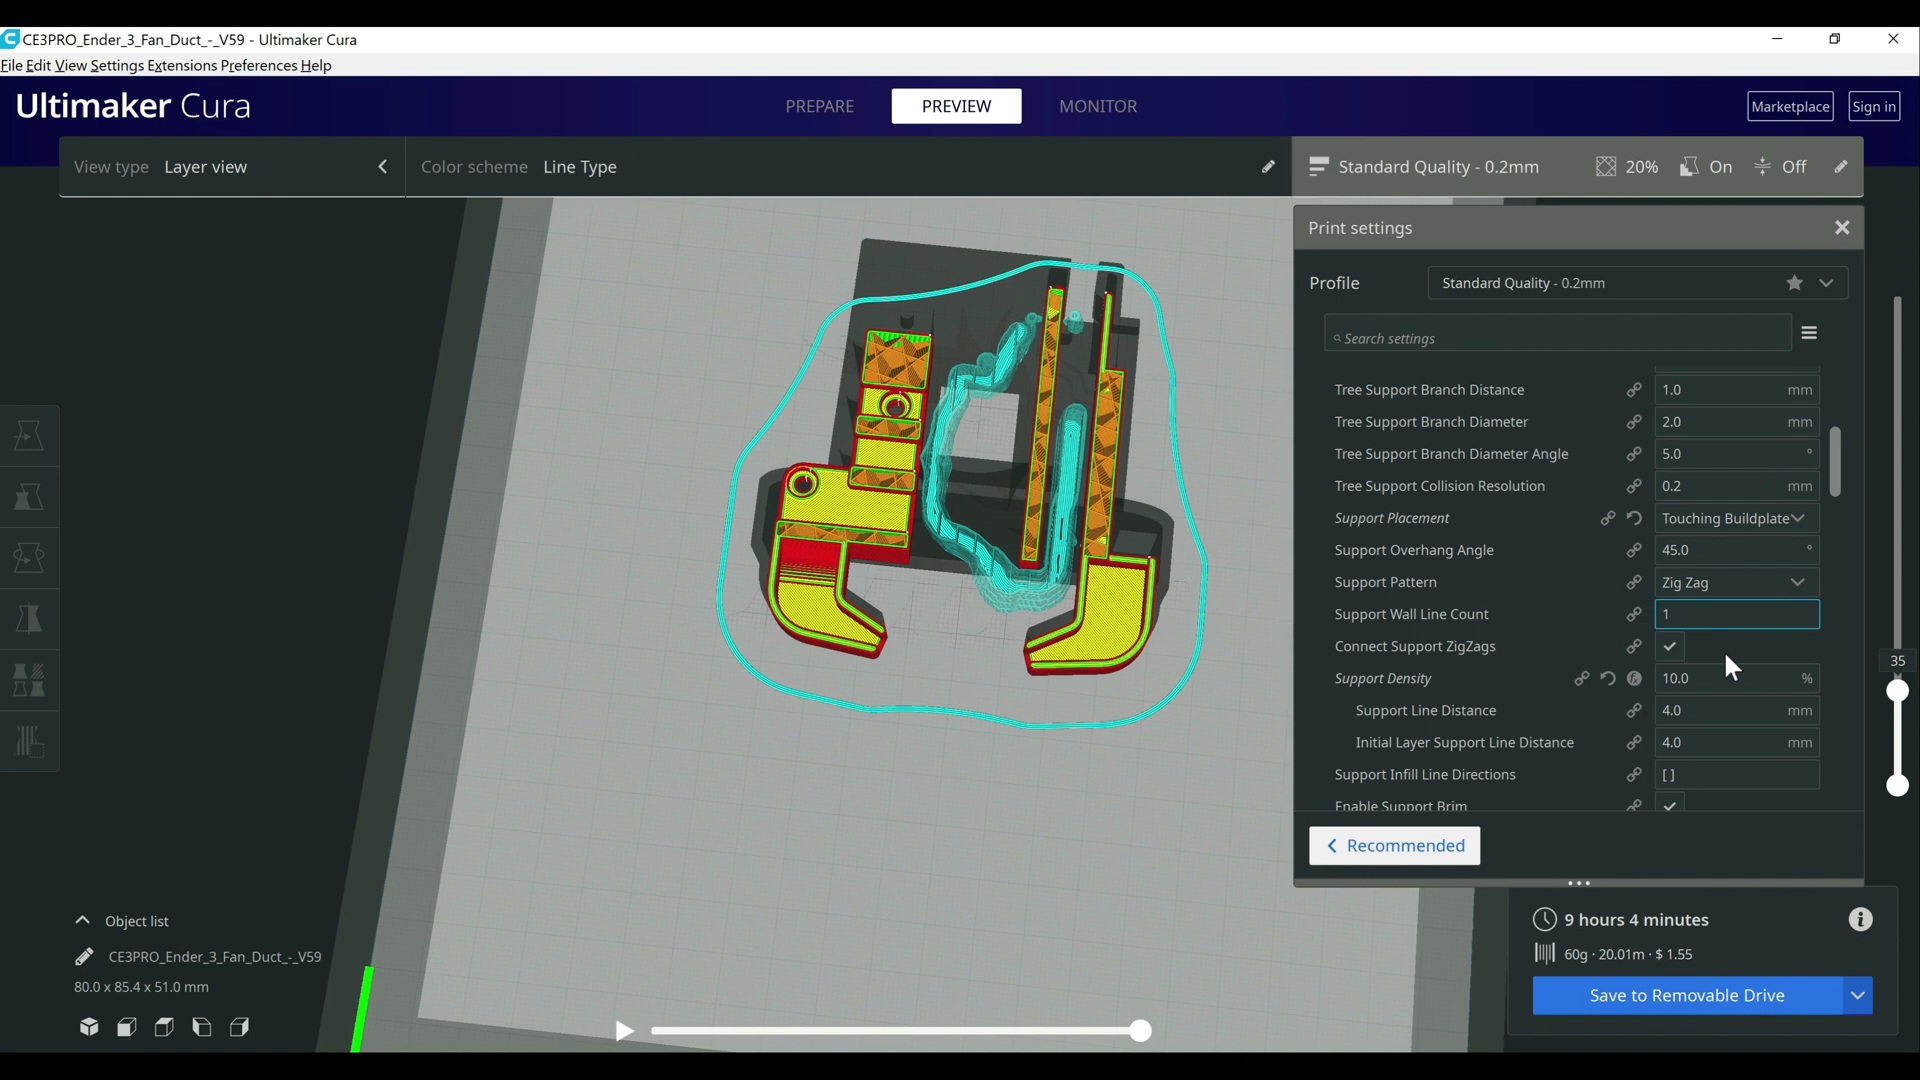 CE3PRO_Ender_3_Fan_Duct_-_V59 - Ultimaker Cura
File Edit View Settings Extensions Preferences Help
Ultimaker Cura
PREPARE
PREVIEW
MONITOR
Marketplace
Sign in
View type Layer view
Color scheme Line Type
Standard Quality - 0.2mm
20%
On
Off
Print settings
Profile
Standard Quality - 0.2mm
Search settings
Tree Support Branch Distance 1.0 mm
Tree Support Branch Diameter 2.0 mm
Tree Support Branch Diameter Angle 5.0 °
Tree Support Collision Resolution 0.2 mm
Support Placement Touching Buildplate
Support Overhang Angle 45.0 °
Support Pattern Zig Zag
Support Wall Line Count 1
Connect Support ZigZags
Support Density 10.0 %
Support Line Distance 4.0 mm
Initial Layer Support Line Distance 4.0 mm
Support Infill Line Directions [ ]
Enable Support Brim
Recommended
35
Object list
CE3PRO_Ender_3_Fan_Duct_-_V59
80.0 x 85.4 x 51.0 mm
9 hours 4 minutes
60g · 20.01m · $ 1.55
Save to Removable Drive